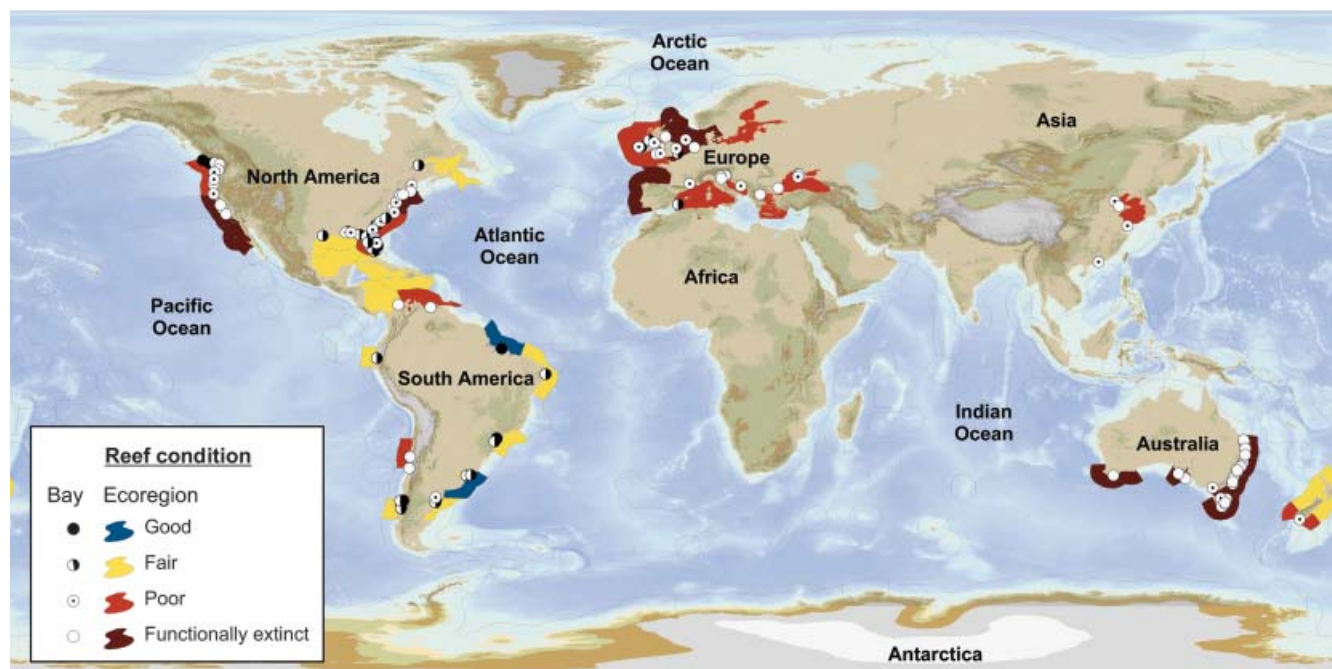 Arctic
Ocean
Asia
Europe
North America
Atlantic
Ocean
Africa
Pacific
Ocean
South America
Indian
Ocean
Australia
Reef condition
Bay Ecoregion
Good
Fair
Poor
Functionally extinct
Antarctica